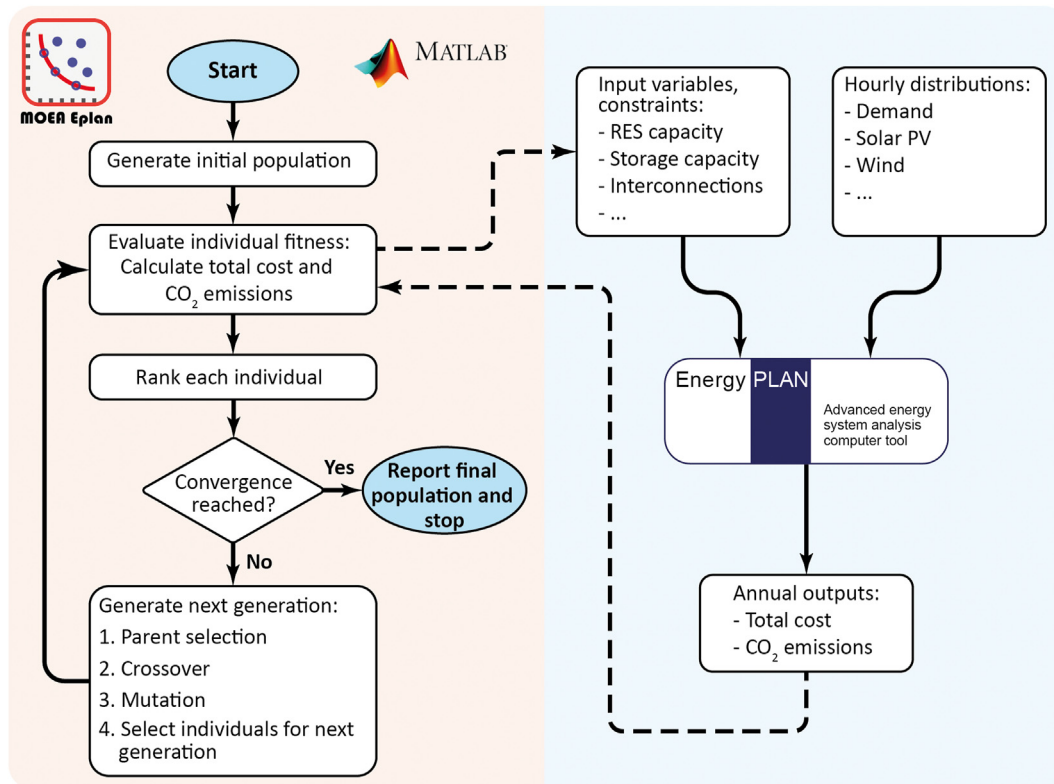 MOEA Eplan
MATLAB
Start
Generate initial population
Evaluate individual fitness:
Calculate total cost and
CO₂ emissions
Rank each individual
Convergence
reached?
Yes
Report final
population and
stop
No
Generate next generation:
1. Parent selection
2. Crossover
3. Mutation
4. Select individuals for next
generation
Input variables,
constraints:
- RES capacity
- Storage capacity
- Interconnections
- ...
Hourly distributions:
- Demand
- Solar PV
- Wind
- ...
Energy PLAN
Advanced energy
system analysis
computer tool
Annual outputs:
- Total cost
- CO₂ emissions